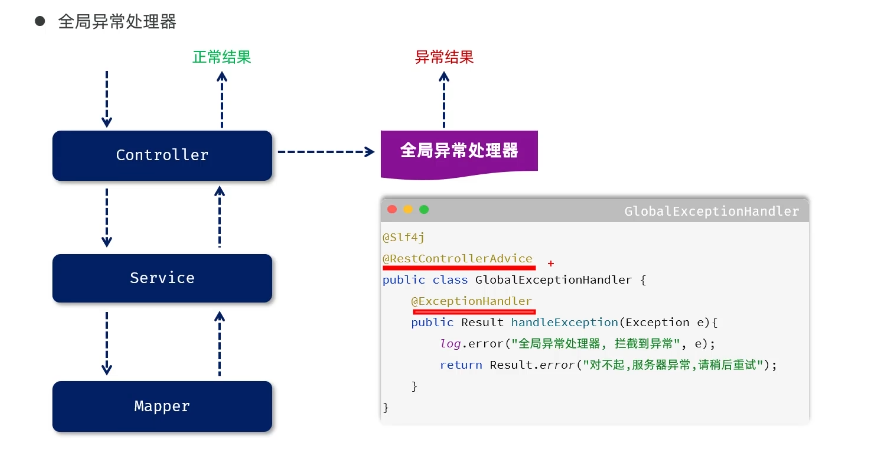 全局异常处理器
正常结果
异常结果
Controller
全局异常处理器
Service
Mapper
GlobalExceptionHandler
@Slf4j
@RestControllerAdvice
public class GlobalExceptionHandler {
@ExceptionHandler
public Result handleException(Exception e){
log.error("全局异常处理器, 拦截到异常", e);
return Result.error("对不起,服务器异常,请稍后重试");
}
}